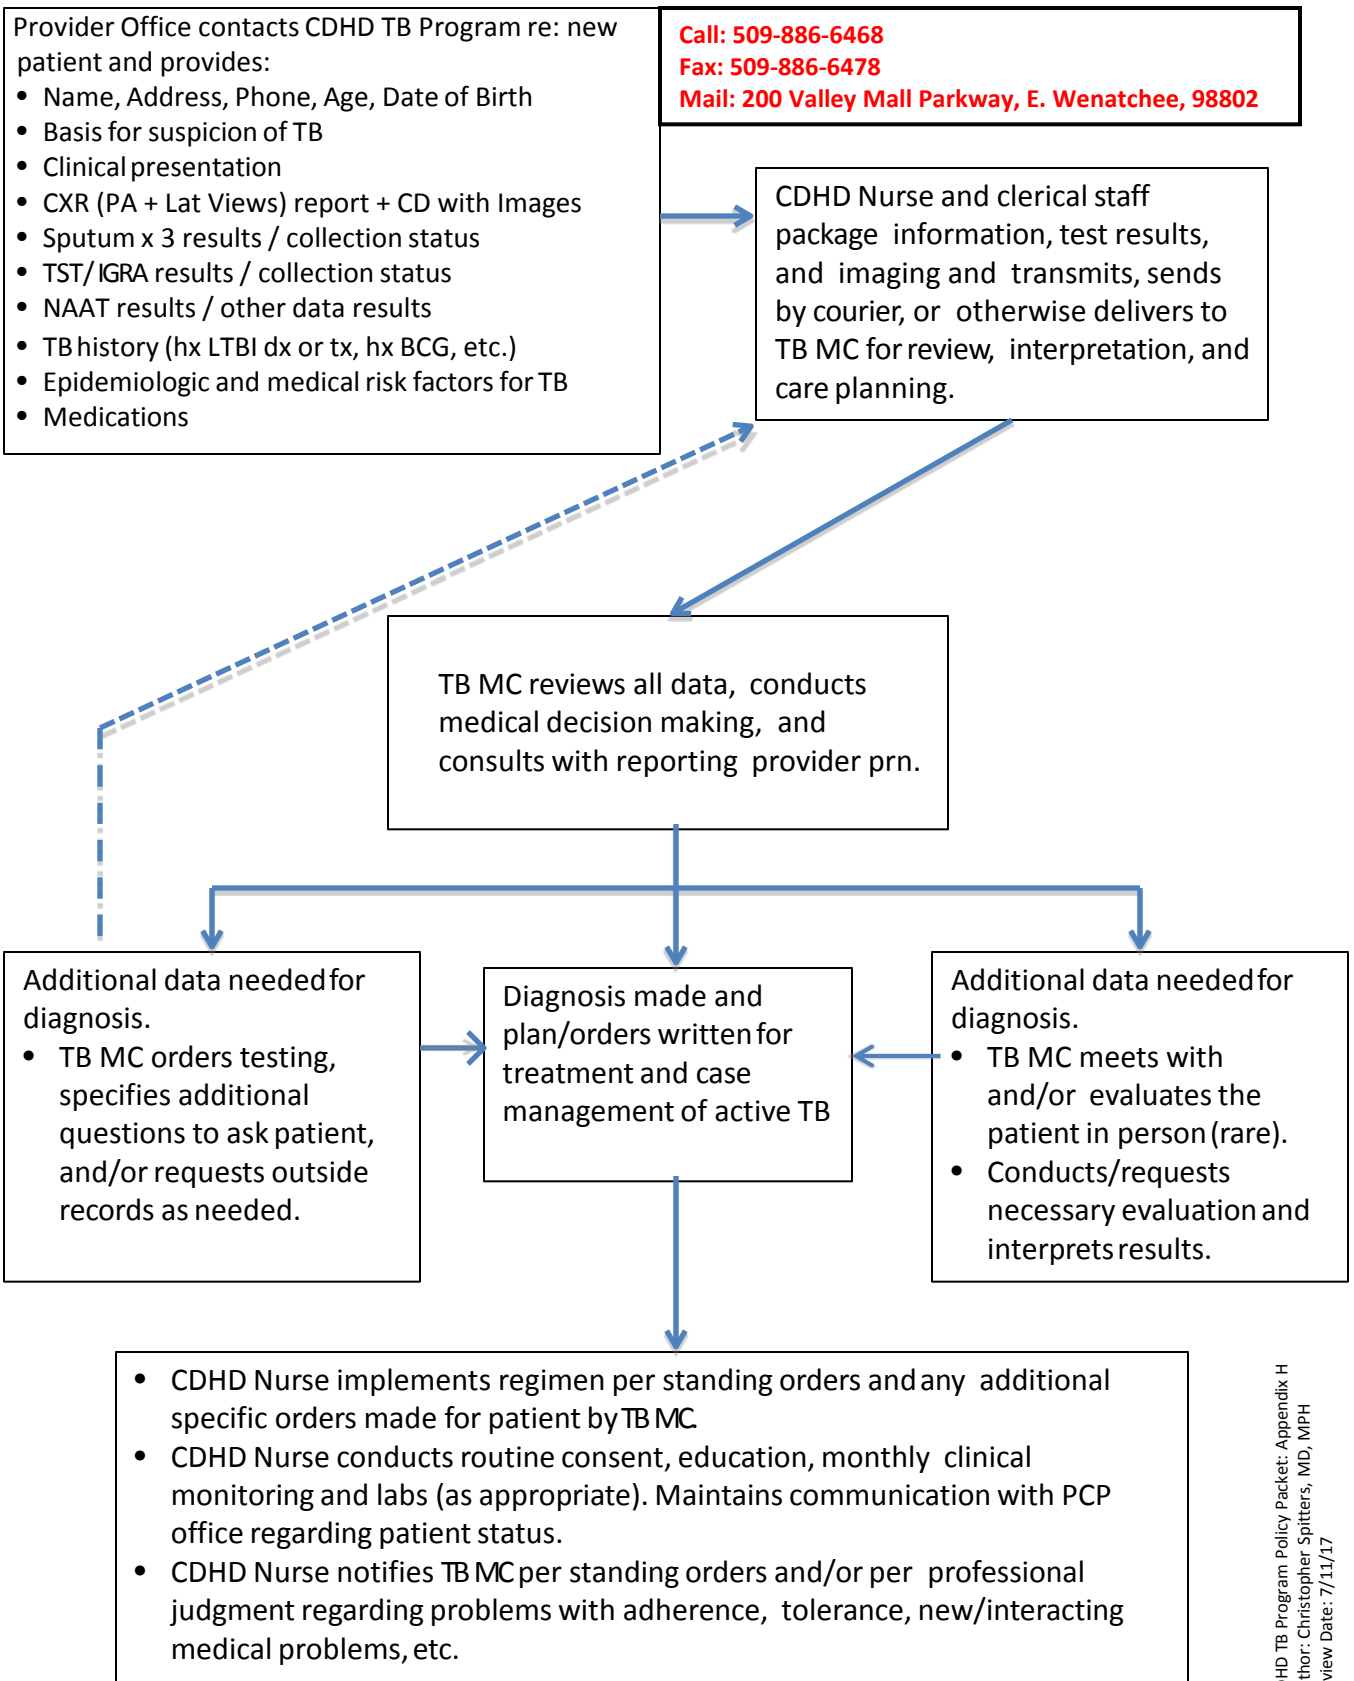 Provider Office contacts CDHD TB Program re: new
patient and provides:
• Name, Address, Phone, Age, Date of Birth
• Basis for suspicion of TB
• Clinical presentation
• CXR (PA + Lat Views) report + CD with Images
• Sputum x 3 results / collection status
• TST/ IGRA results / collection status
• NAAT results / other data results
• TB history (hx LTBI dx or tx, hx BCG, etc.)
• Epidemiologic and medical risk factors for TB
• Medications
Call: 509-886-6468
Fax: 509-886-6478
Mail: 200 Valley Mall Parkway, E. Wenatchee, 98802
CDHD Nurse and clerical staff
package information, test results,
and imaging and transmits, sends
by courier, or otherwise delivers to
TB MC for review, interpretation, and
care planning.
TB MC reviews all data, conducts
medical decision making, and
consults with reporting provider prn.
Additional data needed for
diagnosis.
• TB MC orders testing,
specifies additional
questions to ask patient,
and/or requests outside
records as needed.
Diagnosis made and
plan/orders written for
treatment and case
management of active TB
Additional data needed for
diagnosis.
• TB MC meets with
and/or evaluates the
patient in person (rare).
• Conducts/requests
necessary evaluation and
interprets results.
• CDHD Nurse implements regimen per standing orders and any additional
specific orders made for patient by TB MC.
• CDHD Nurse conducts routine consent, education, monthly clinical
monitoring and labs (as appropriate). Maintains communication with PCP
office regarding patient status.
• CDHD Nurse notifies TB MC per standing orders and/or per professional
judgment regarding problems with adherence, tolerance, new/interacting
medical problems, etc.
HD TB Program Policy Packet: Appendix H
thor: Christopher Spitters, MD, MPH
view Date: 7/11/17